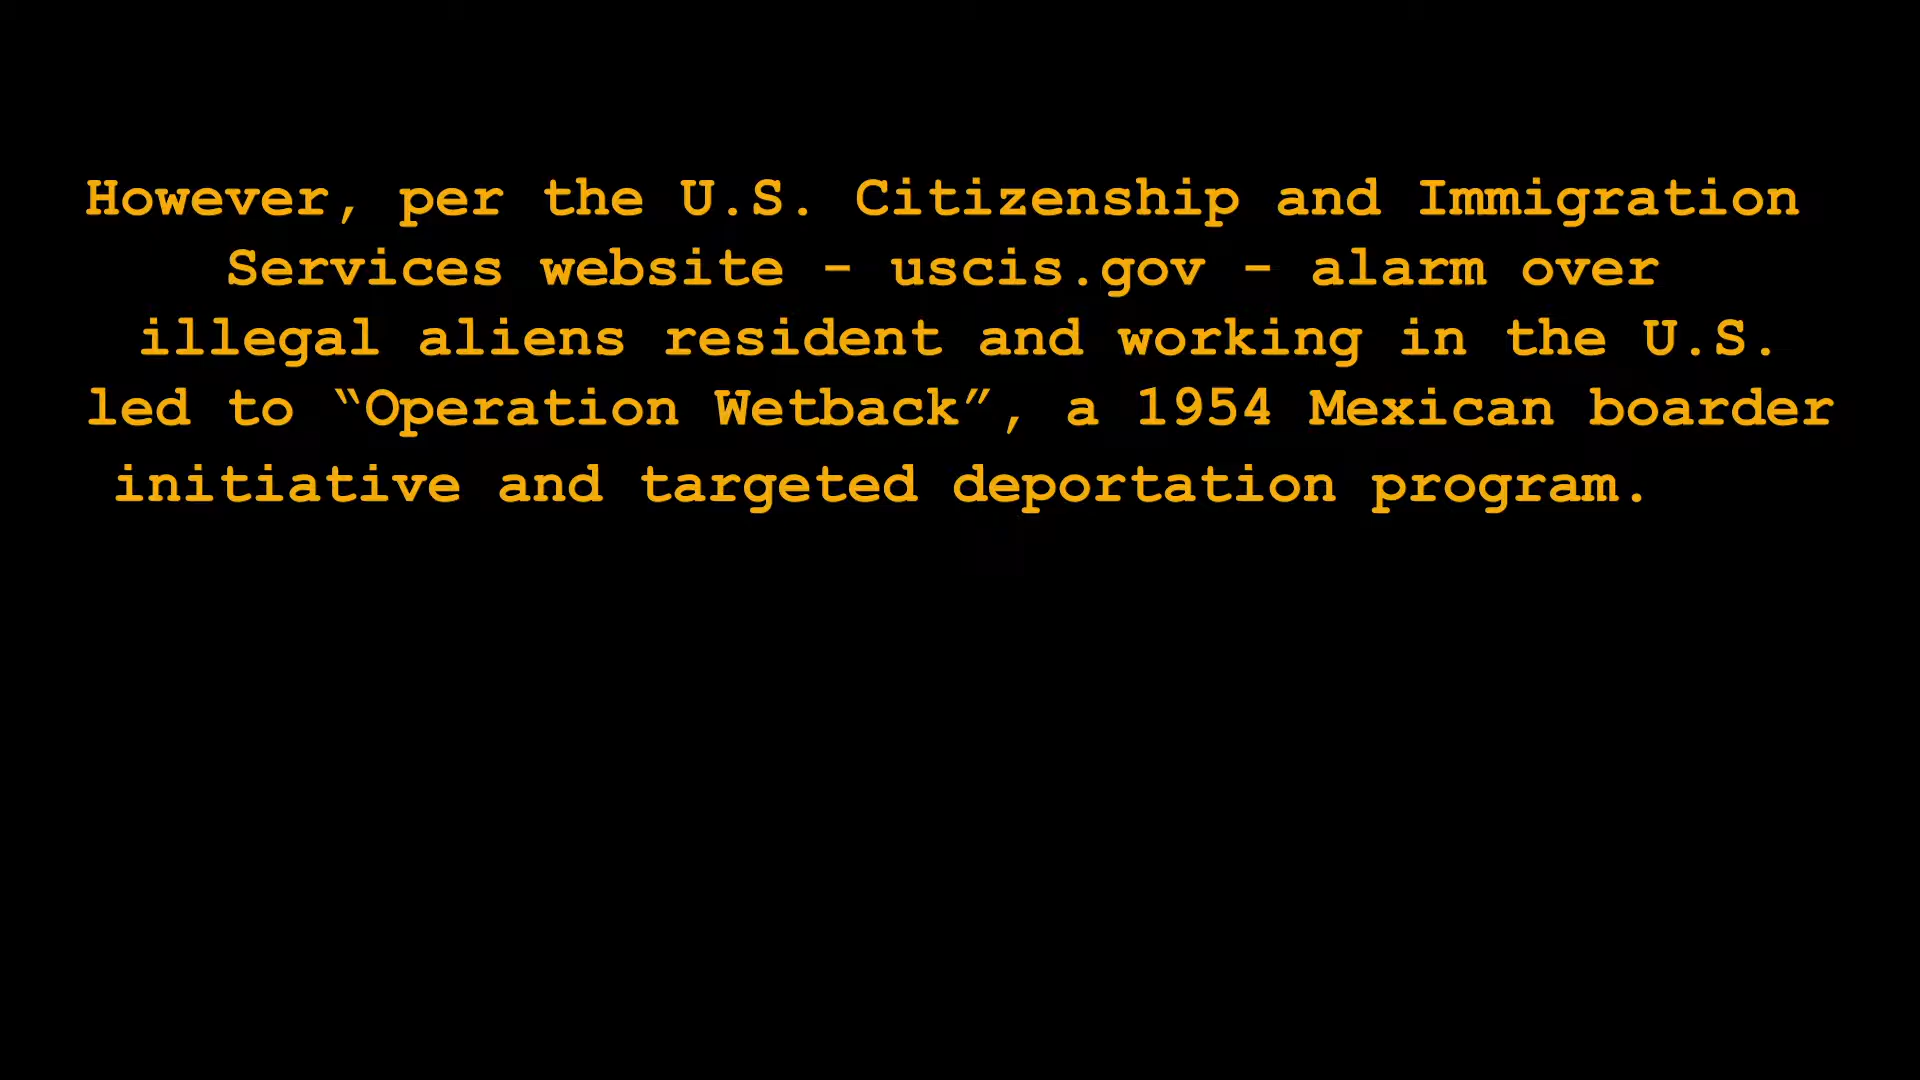 However, per the U.S. Citizenship and Immigration
Services website – uscis.gov – alarm over
illegal aliens resident and working in the U.S.
led to “Operation Wetback”, a 1954 Mexican boarder
initiative and targeted deportation program.